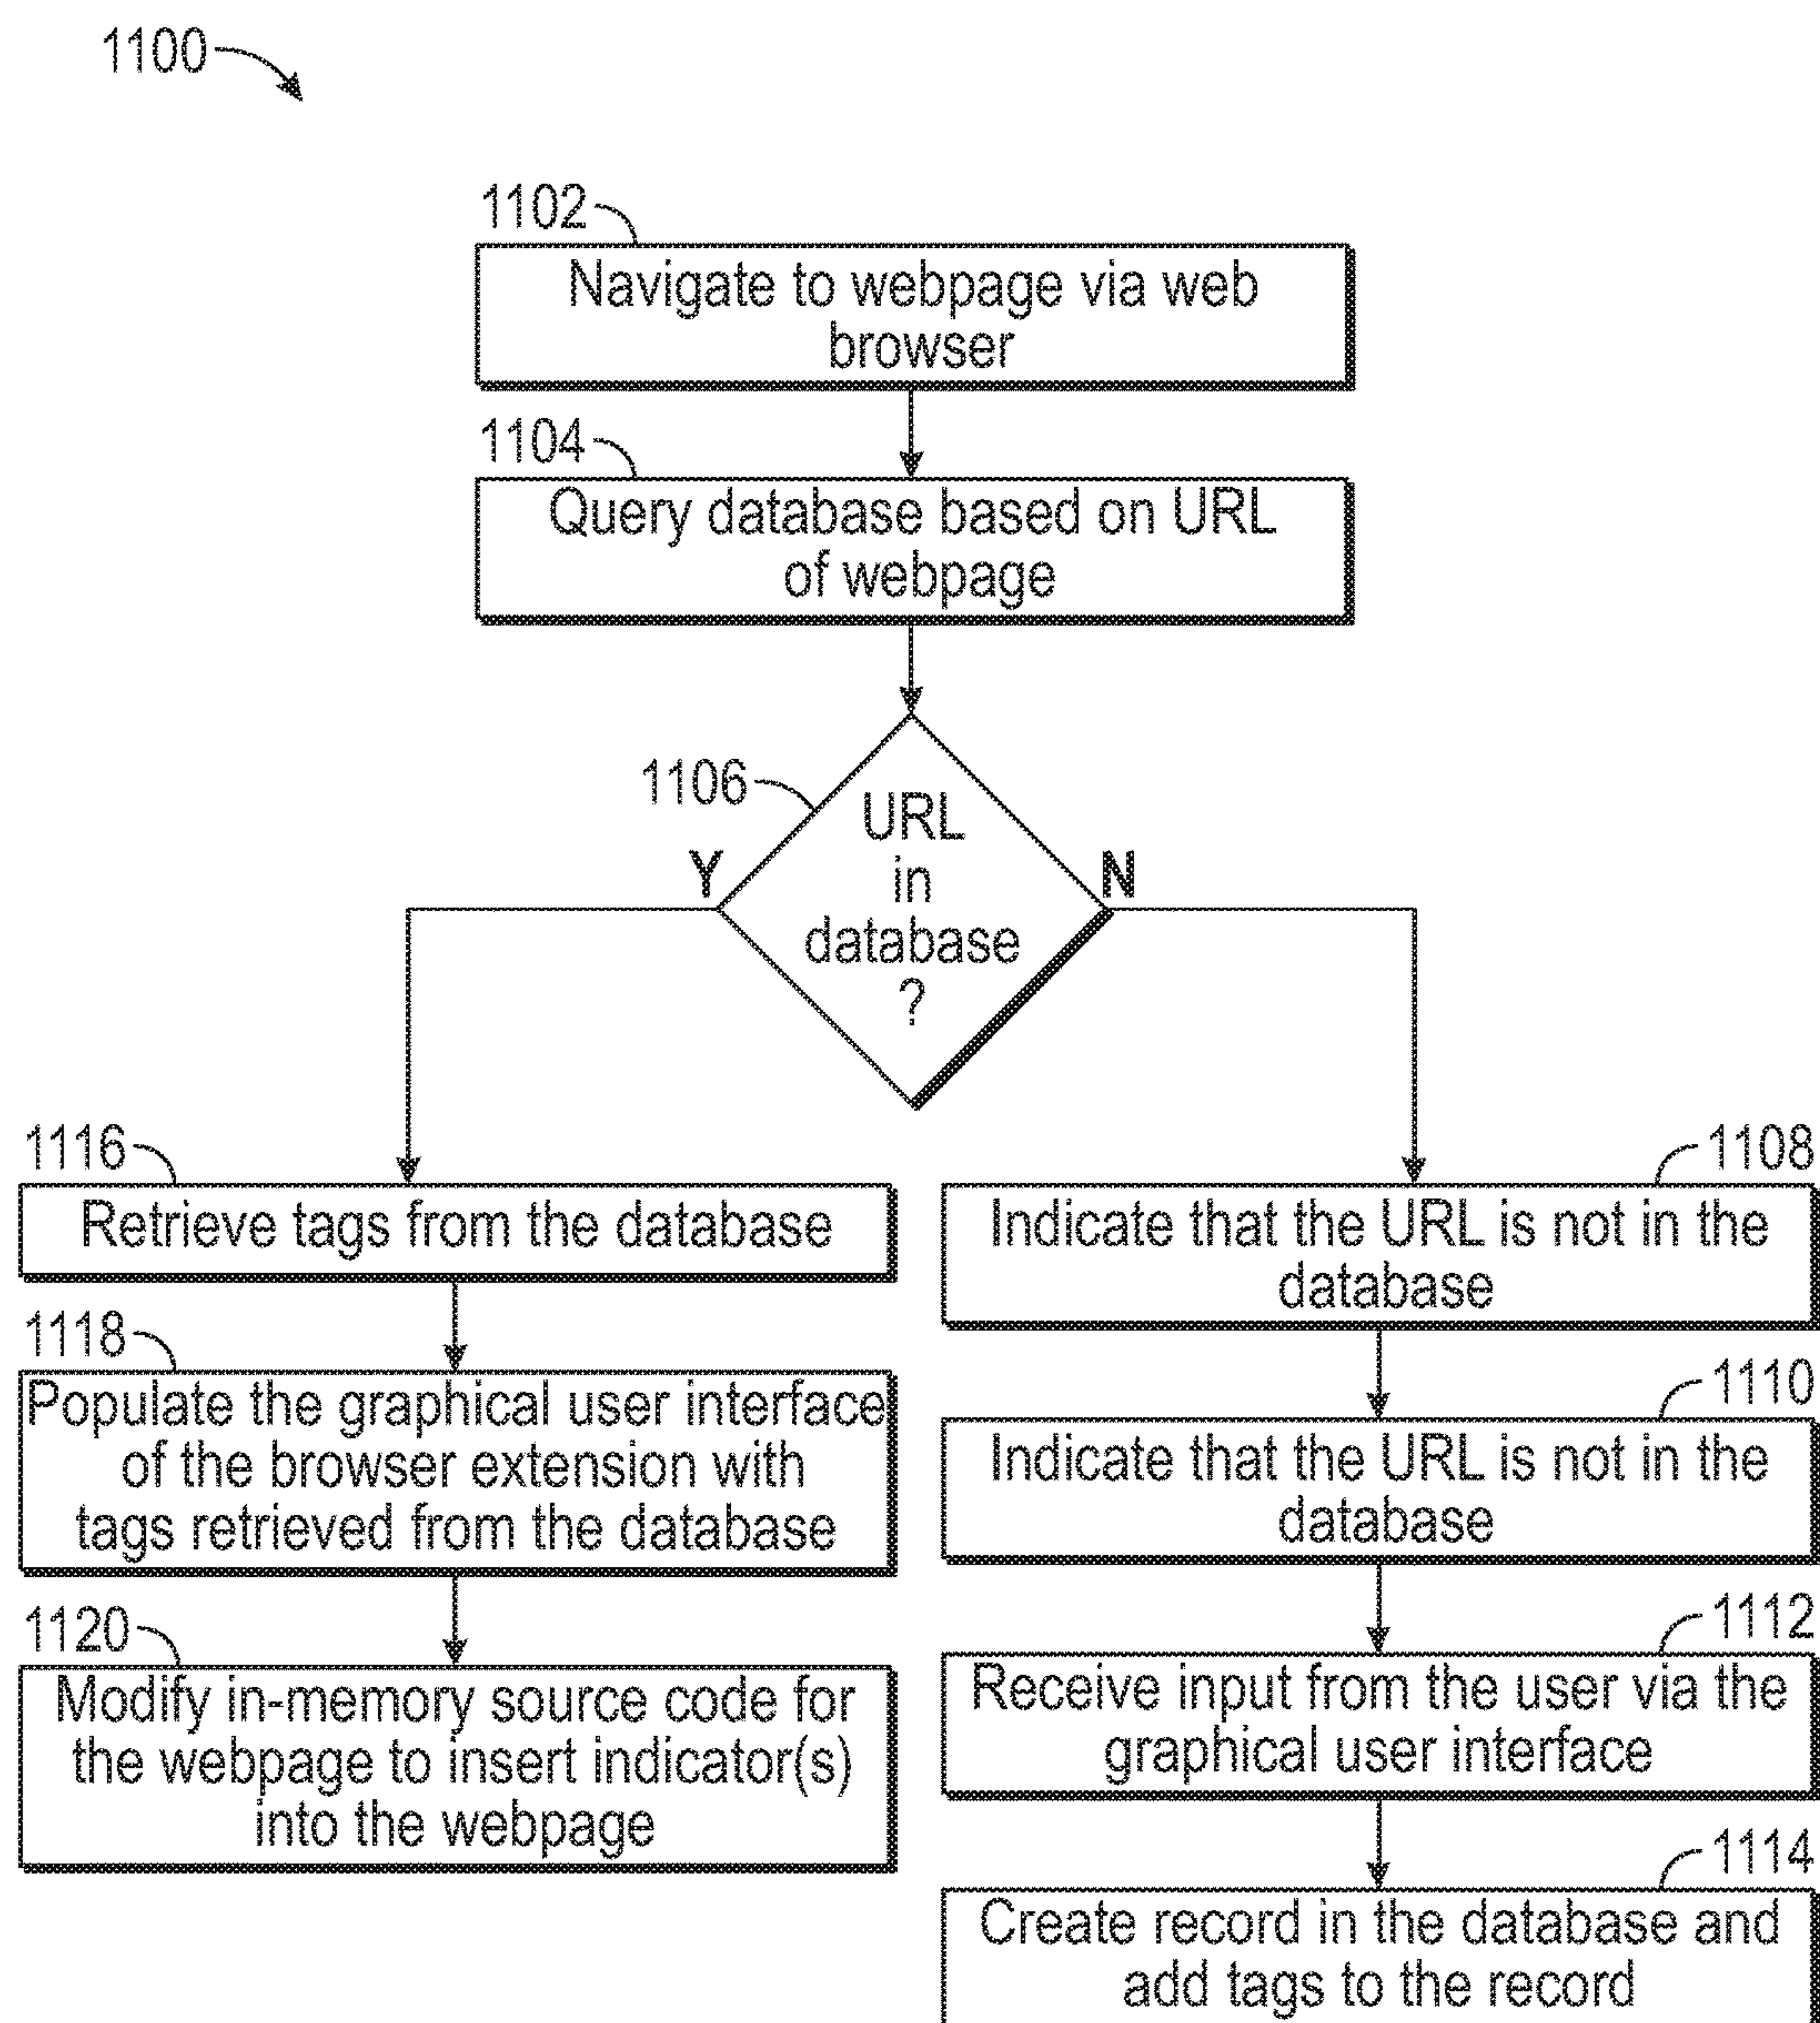 1100
1102
Navigate to webpage via web
browser
1104
Query database based on URL
of webpage
1106
URL
in
database
?
Y
N
1116
Retrieve tags from the database
1118
Populate the graphical user interface
of the browser extension with
tags retrieved from the database
1120
Modify in-memory source code for
the webpage to insert indicator(s)
into the webpage
1108
Indicate that the URL is not in the
database
1110
Indicate that the URL is not in the
database
1112
Receive input from the user via the
graphical user interface
1114
Create record in the database and
add tags to the record